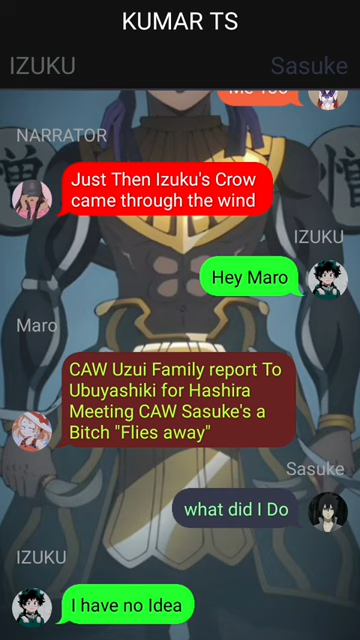 KUMAR TS
IZUKU
Sasuke
Me Too
NARRATOR
Just Then Izuku's Crow
came through the wind
IZUKU
Hey Maro
Maro
CAW Uzui Family report To
Ubuyashiki for Hashira
Meeting CAW Sasuke's a
Bitch "Flies away"
Sasuke
what did I Do
IZUKU
I have no Idea